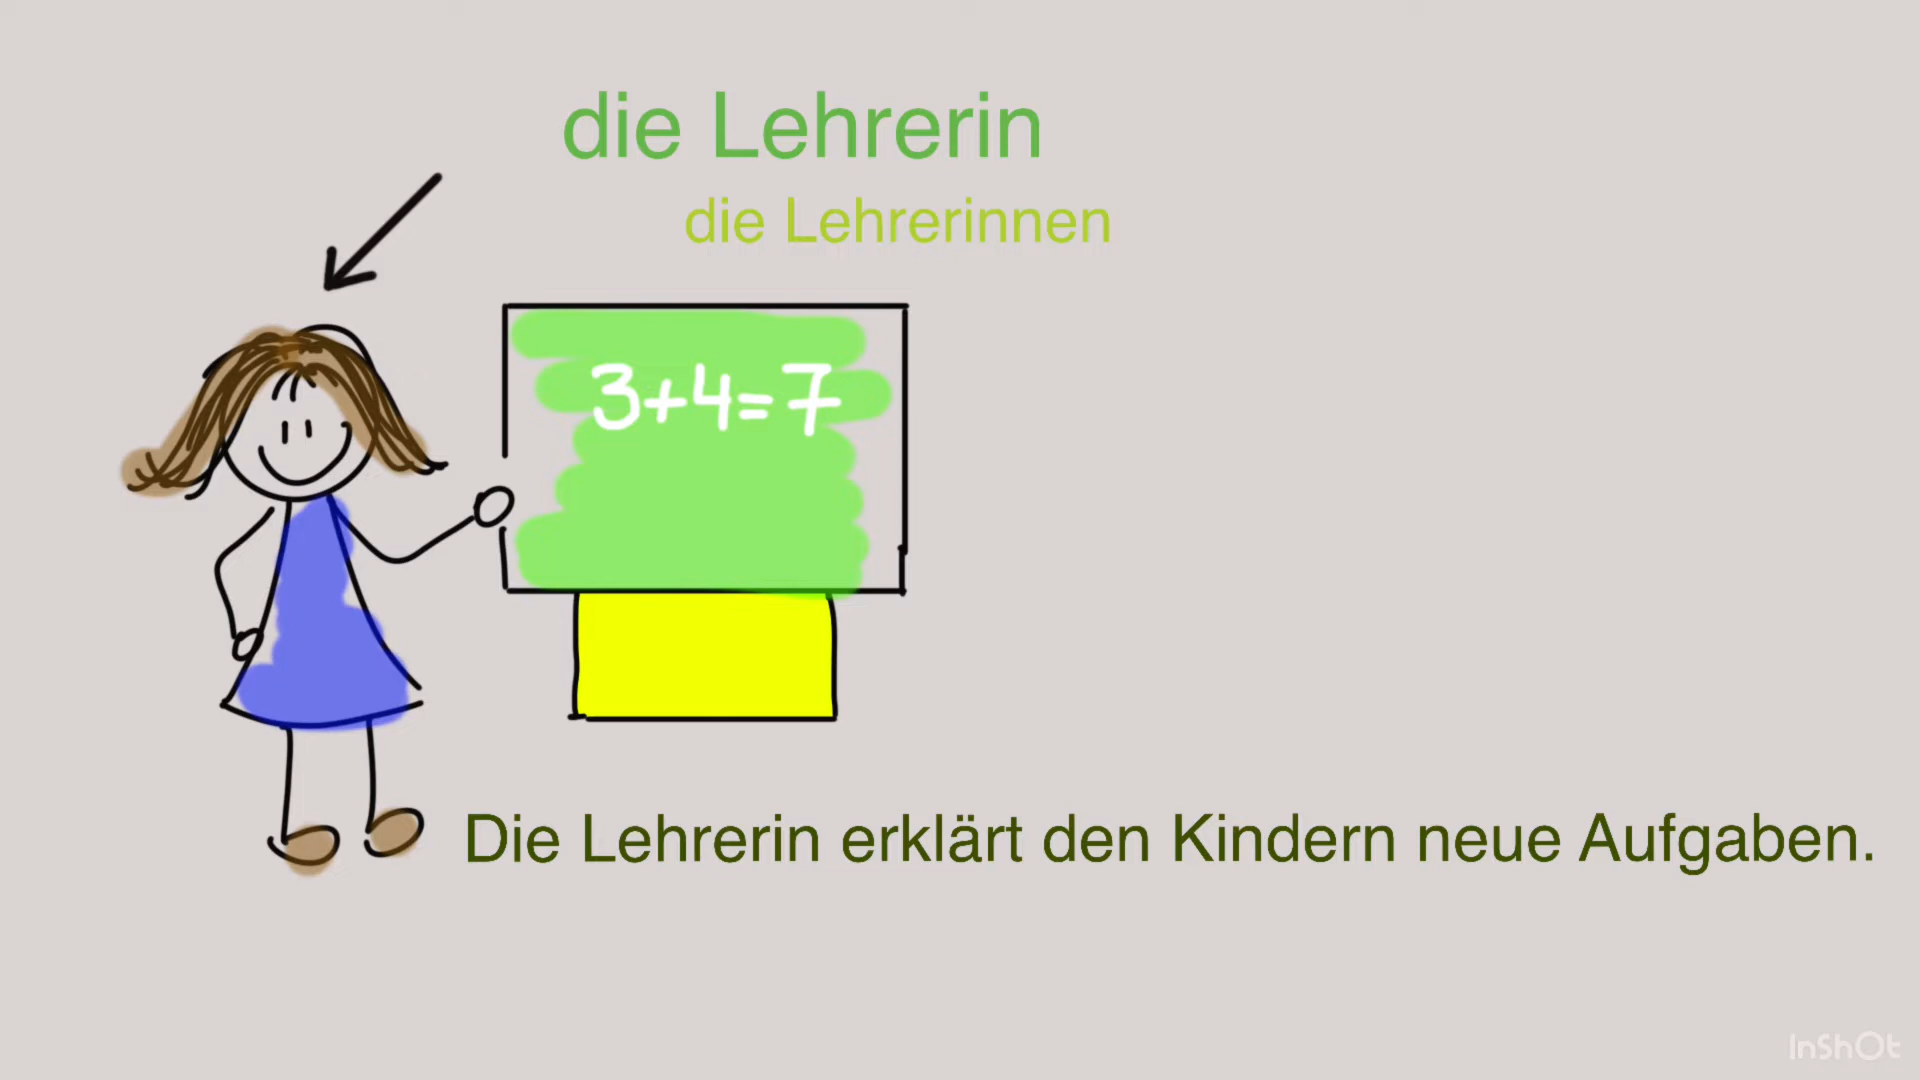 die Lehrerin
die Lehrerinnen
3+4=7
Die Lehrerin erklärt den Kindern neue Aufgaben.
InShOt